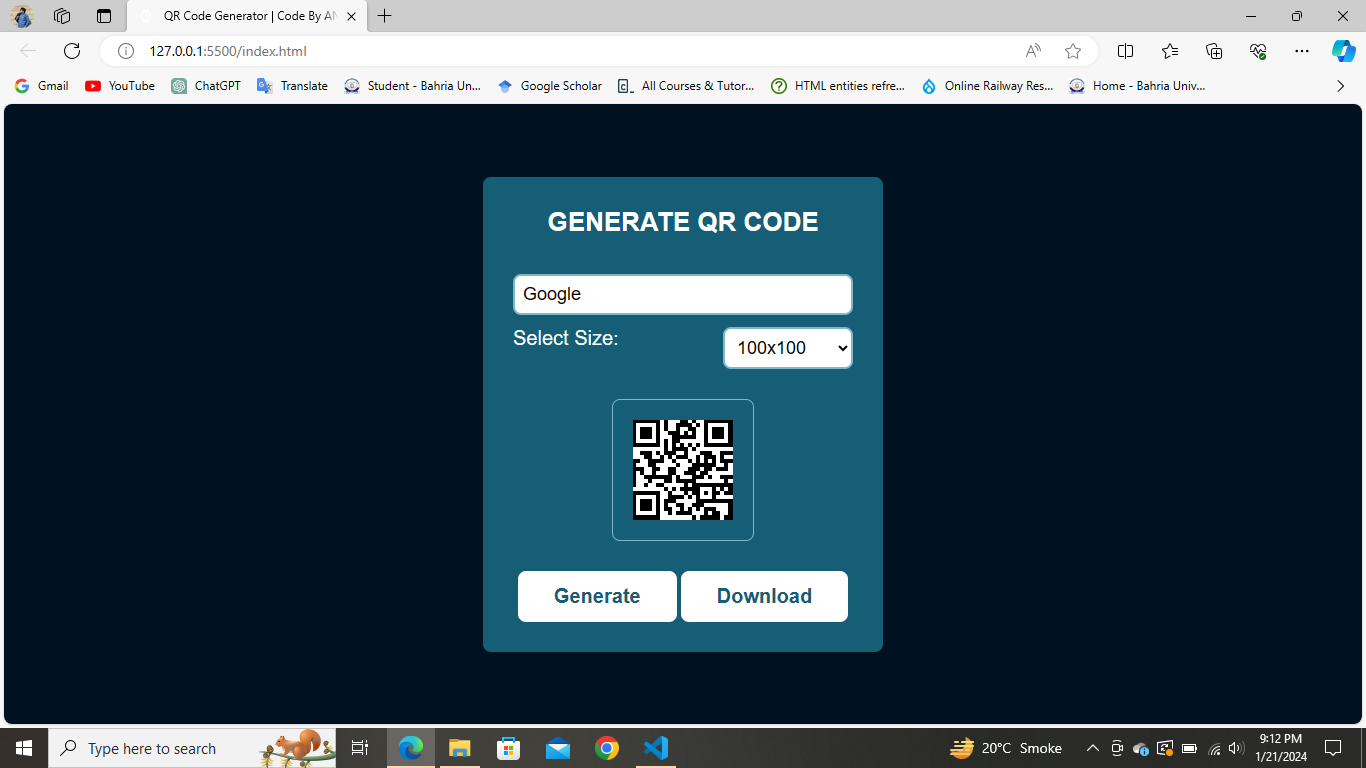 QR Code Generator | Code By AN
127.0.0.1:5500/index.html
Gmail YouTube ChatGPT Translate Student - Bahria Un... Google Scholar All Courses & Tutor... HTML entities refre... Online Railway Res... Home - Bahria Univ...
GENERATE QR CODE
Google
Select Size: 100x100
Generate Download
Type here to search 20°C Smoke 9:12 PM
1/21/2024